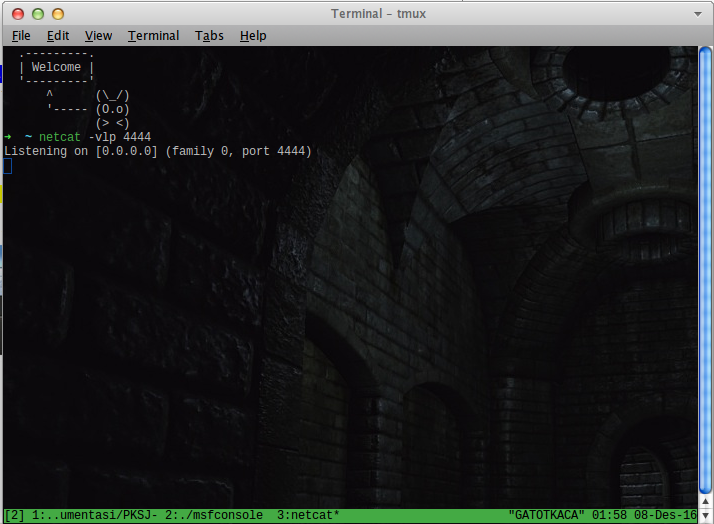 Terminal – tmux
File Edit View Terminal Tabs Help
.---------.
| Welcome |
'---------'
^ (\_/)
'----- (O.o)
(> <)
➜ ~ netcat -vlp 4444
Listening on [0.0.0.0] (family 0, port 4444)
[2] 1:..umentasi/PKSJ- 2:./msfconsole 3:netcat* "GATOTKACA" 01:58 08-Des-16